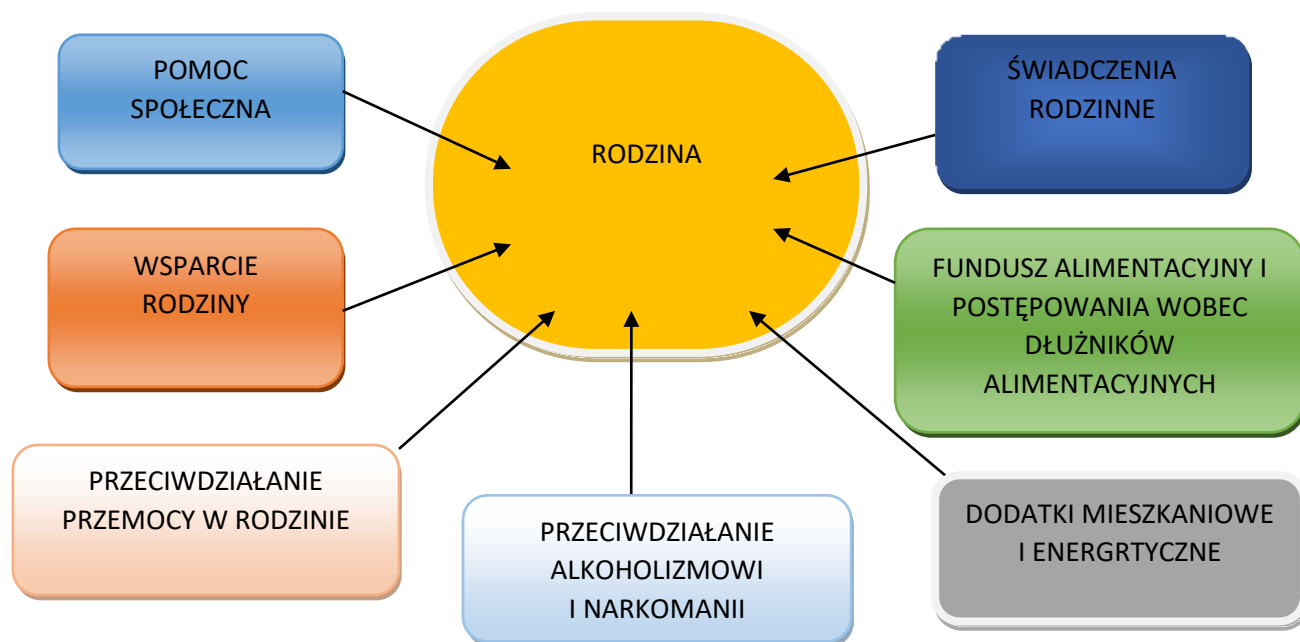 POMOC
SPOŁECZNA
RODZINA
ŚWIADCZENIA
RODZINNE
WSPARCIE
RODZINY
FUNDUSZ ALIMENTACYJNY I
POSTĘPOWANIA WOBEC
DŁUŻNIKÓW
ALIMENTACYJNYCH
PRZECIWDZIAŁANIE
PRZEMOCY W RODZINIE
PRZECIWDZIAŁANIE
ALKOHOLIZMOWI
I NARKOMANII
DODATKI MIESZKANIOWE
I ENERGRTYCZNE